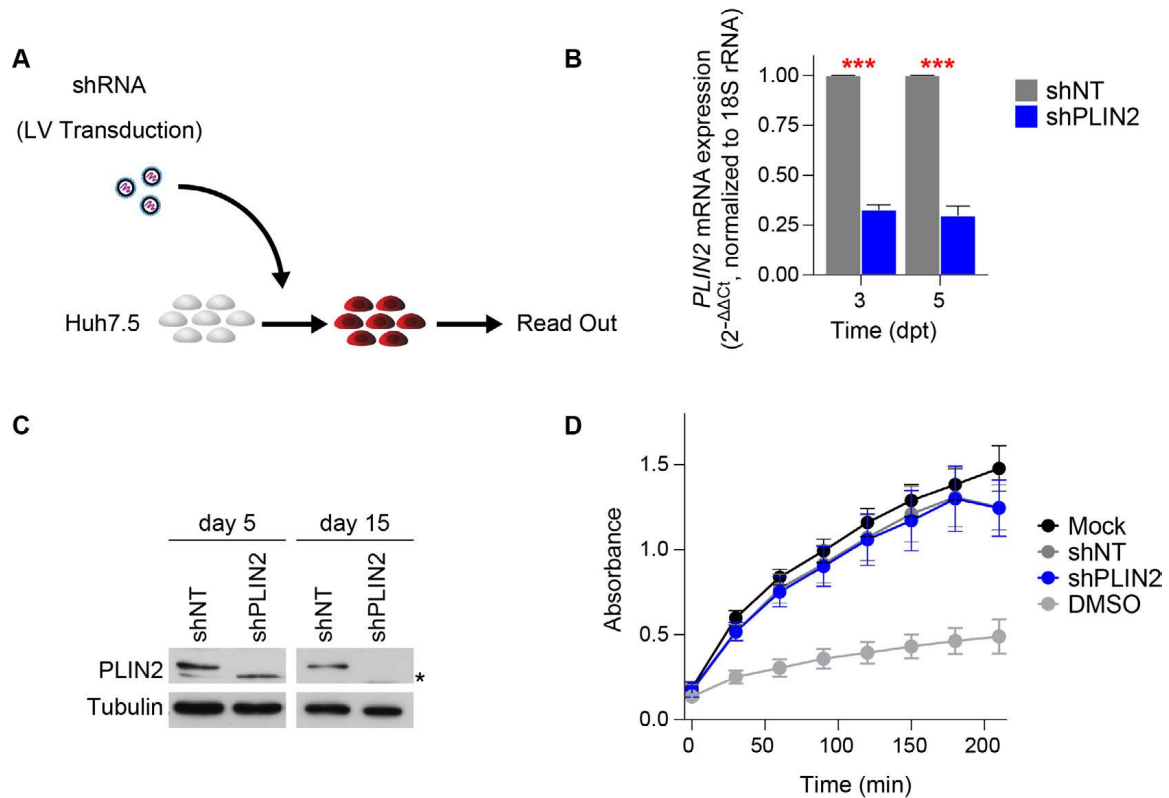 A
shRNA
(LV Transduction)
Huh7.5
Read Out
B
PLIN2 mRNA expression
(2-ΔΔCt, normalized to 18S rRNA)
1.00
0.75
0.50
0.25
0.00
***
***
3
5
Time (dpt)
shNT
shPLIN2
C
day 5
day 15
shNT
shPLIN2
shNT
shPLIN2
PLIN2
*
Tubulin
D
Absorbance
1.5
1.0
0.5
0.0
0
50
100
150
200
Time (min)
Mock
shNT
shPLIN2
DMSO